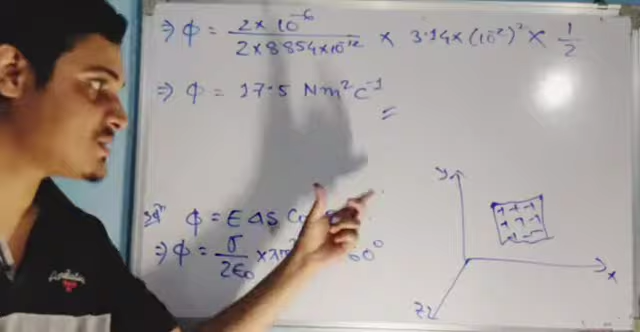 ⇒ φ = 2×10⁻⁶ / 2×8.854×10⁻¹² × 3.14×(10⁻²)² × 1/2
⇒ φ = 17.5 Nm²C⁻¹
φ = E ΔS
⇒ φ = σ/2ε₀ × 60°
y
x
z